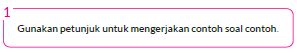 1
Gunakan petunjuk untuk mengerjakan contoh soal contoh.